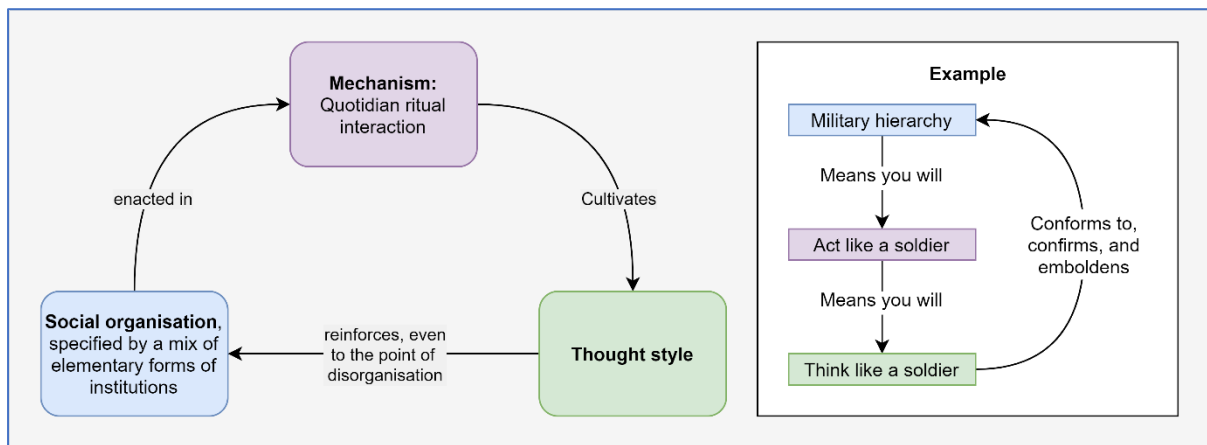 Mechanism:
Quotidian ritual
interaction
enacted in
Cultivates
Social organisation,
specified by a mix of
elementary forms of
institutions
reinforces, even
to the point of
disorganisation
Thought style
Example
Military hierarchy
Means you will
Act like a soldier
Means you will
Think like a soldier
Conforms to,
confirms, and
emboldens